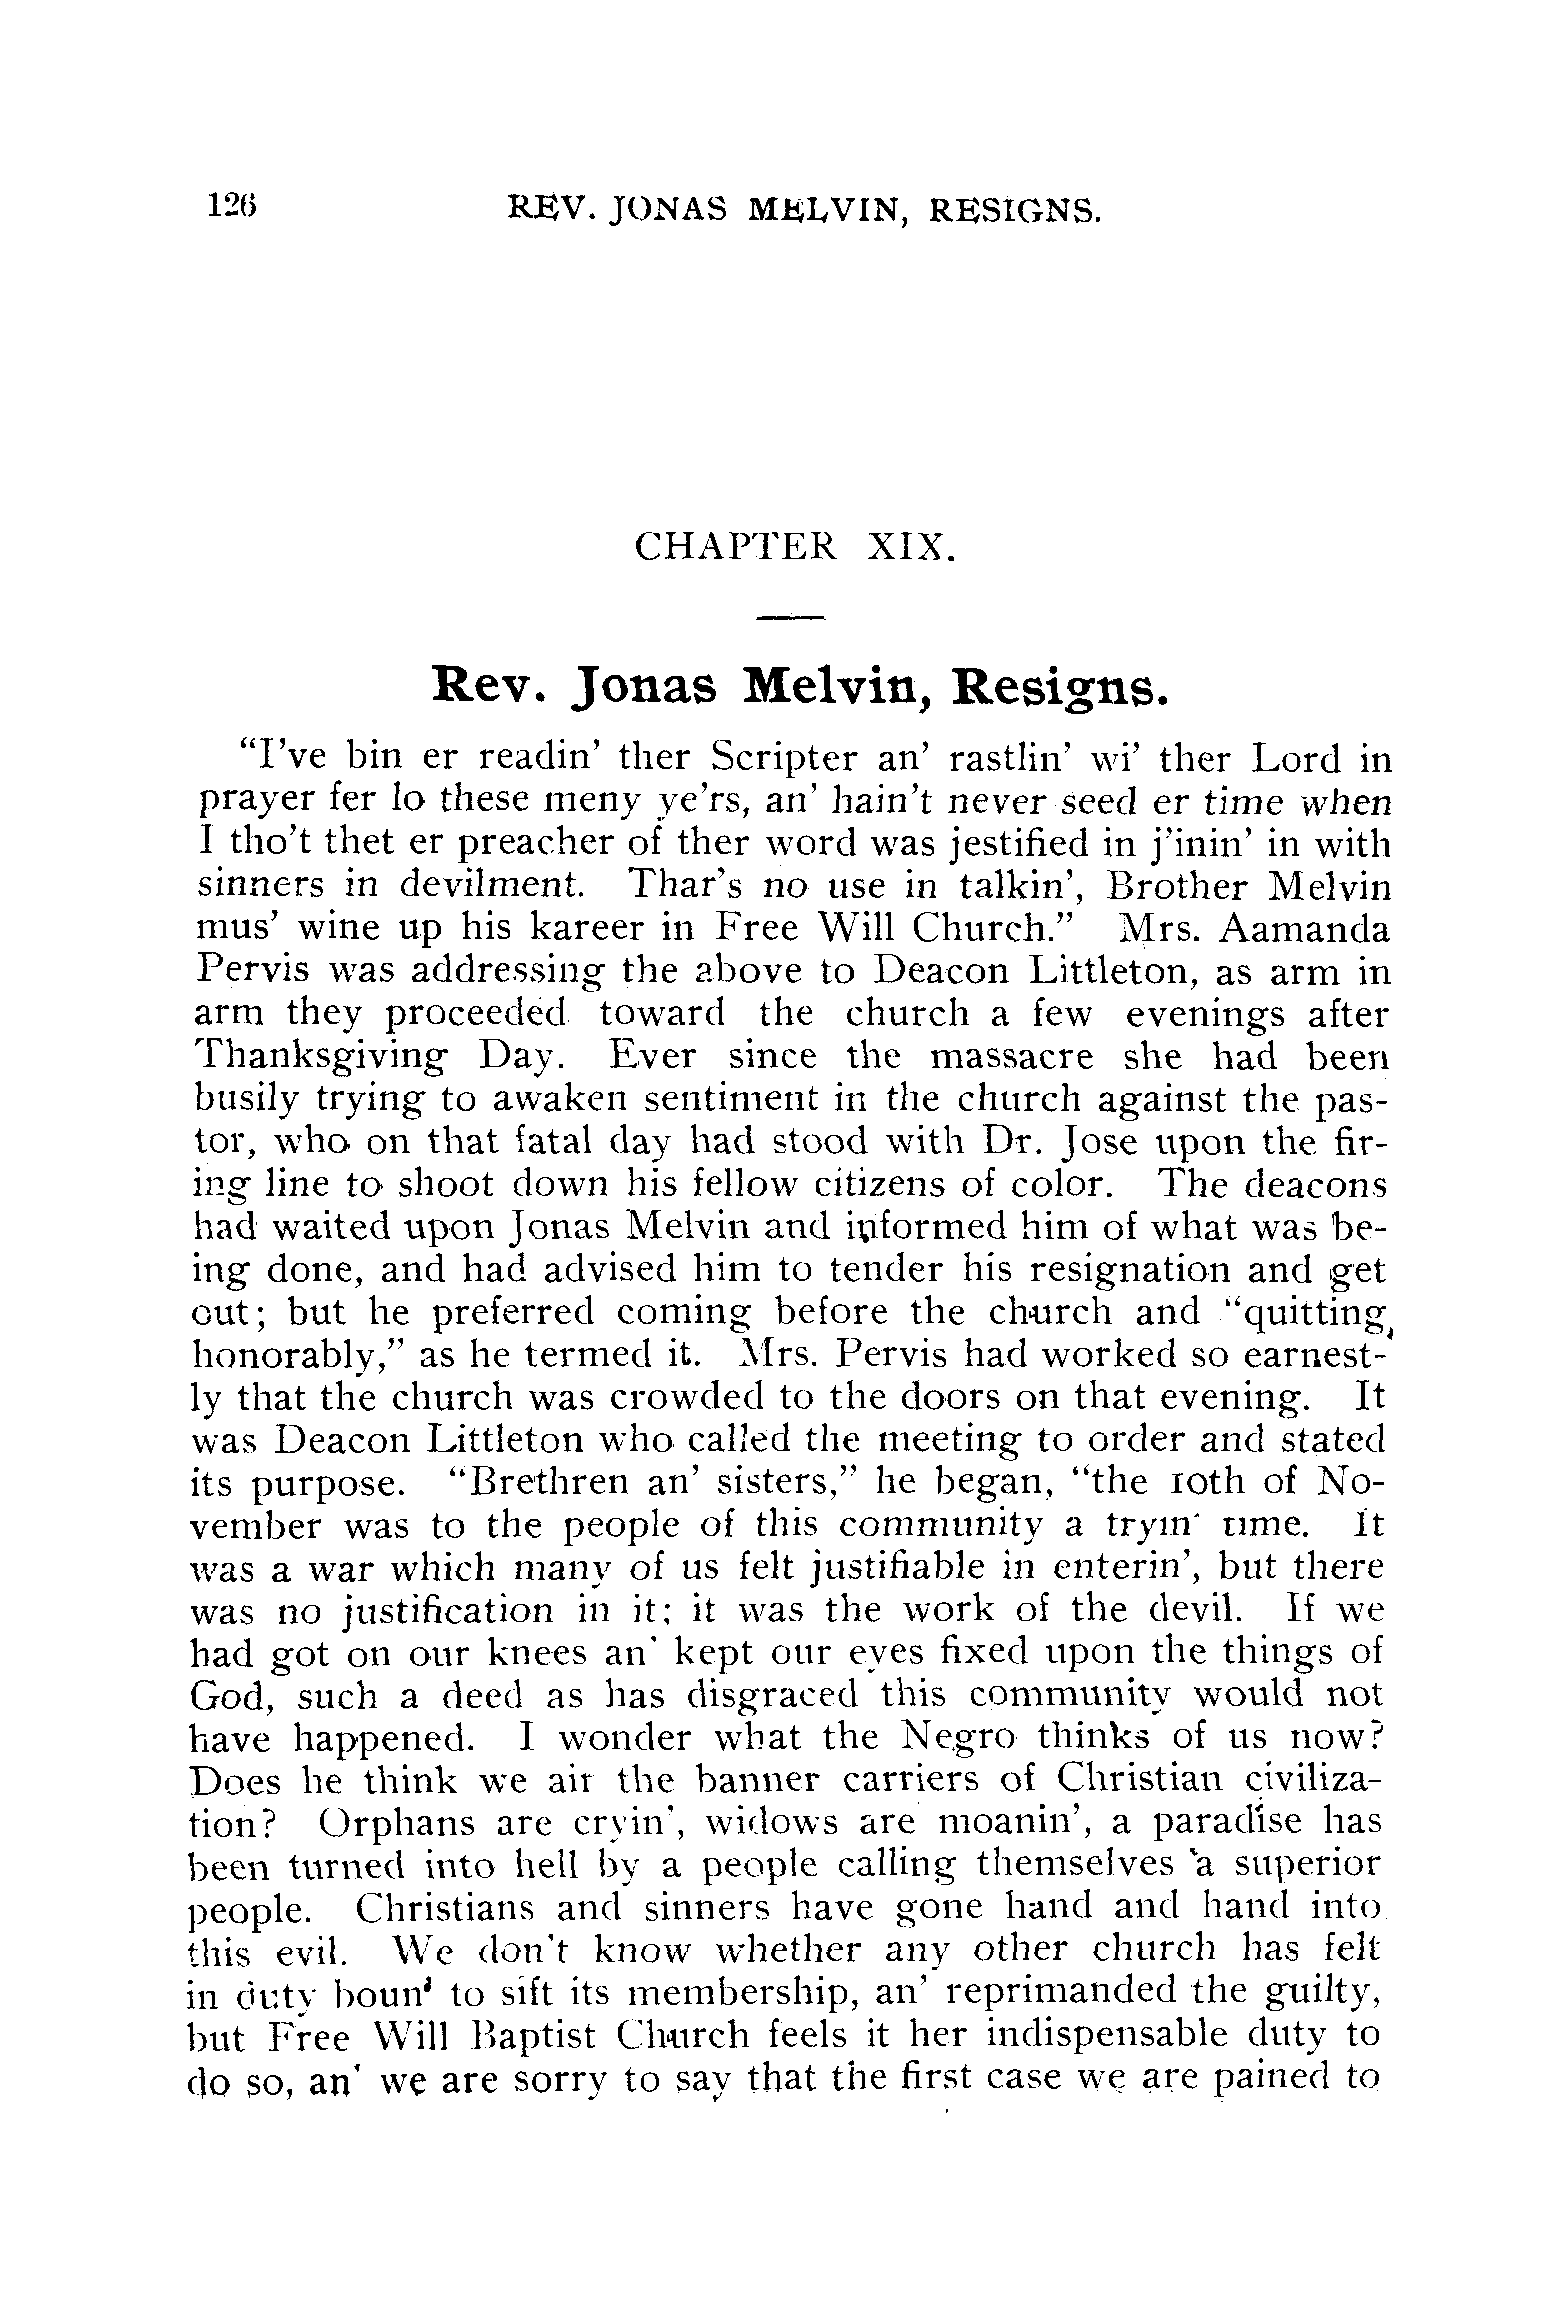 126 REV. JONAS MELVIN, RESIGNS.
CHAPTER XIX.
Rev. Jonas Melvin, Resigns.
“I’ve bin er readin’ ther Scripter an’ rastlin’ wi’ ther Lord in
prayer fer lo these meny ye’rs, an’ hain’t never seed er time when
I tho’t thet er preacher of ther word was jestified in j’inin’ in with
sinners in devilment. Thar’s no use in talkin’, Brother Melvin
mus’ wine up his kareer in Free Will Church.” Mrs. Aamanda
Pervis was addressing the above to Deacon Littleton, as arm in
arm they proceeded toward the church a few evenings after
Thanksgiving Day. Ever since the massacre she had been
busily trying to awaken sentiment in the church against the pas-
tor, who on that fatal day had stood with Dr. Jose upon the fir-
ing line to shoot down his fellow citizens of color. The deacons
had waited upon Jonas Melvin and informed him of what was be-
ing done, and had advised him to tender his resignation and get
out; but he preferred coming before the church and “quitting,
honorably,” as he termed it. Mrs. Pervis had worked so earnest-
ly that the church was crowded to the doors on that evening. It
was Deacon Littleton who called the meeting to order and stated
its purpose. “Brethren an’ sisters,” he began, “the 10th of No-
vember was to the people of this community a tryin’ time. It
was a war which many of us felt justifiable in enterin’, but there
was no justification in it; it was the work of the devil. If we
had got on our knees an’ kept our eyes fixed upon the things of
God, such a deed as has disgraced this community would not
have happened. I wonder what the Negro thinks of us now?
Does he think we air the banner carriers of Christian civiliza-
tion? Orphans are cryin’, widows are moanin’, a paradise has
been turned into hell by a people calling themselves a superior
people. Christians and sinners have gone hand and hand into
this evil. We don’t know whether any other church has felt
in duty boun’ to sift its membership, an’ reprimanded the guilty,
but Free Will Baptist Church feels it her indispensable duty to
do so, an’ we are sorry to say that the first case we are pained to